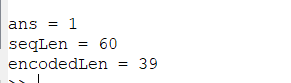 ans = 1
seqLen = 60
encodedLen = 39
>>